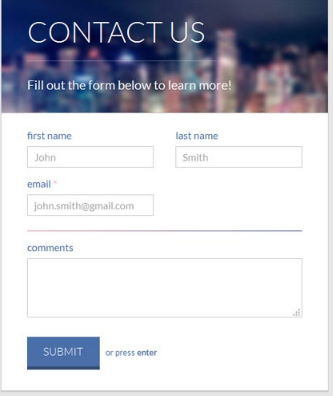 CONTACT US
Fill out the form below to learn more!
first name last name
John Smith
email *
john.smith@gmail.com
comments
SUBMIT or press enter